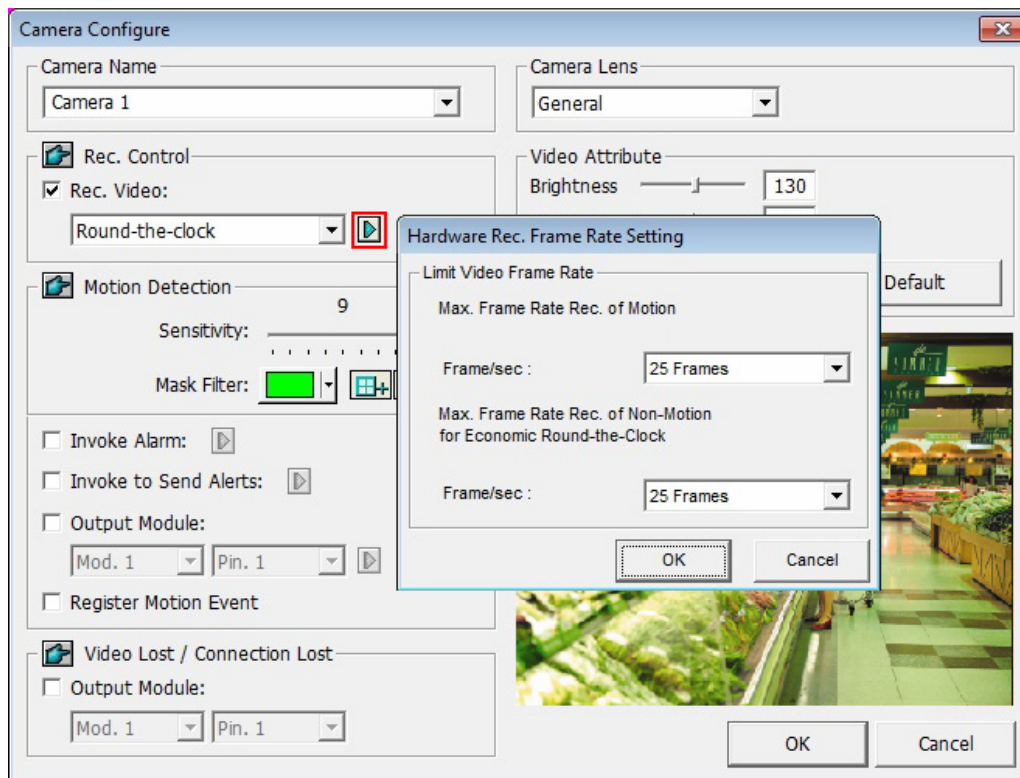 Camera Configure
Camera Name
Camera 1
Camera Lens
General
Rec. Control
Rec. Video:
Round-the-clock
Video Attribute
Brightness
130
Default
Motion Detection
9
Sensitivity:
Mask Filter:
Invoke Alarm:
Invoke to Send Alerts:
Output Module:
Mod. 1
Pin. 1
Register Motion Event
Video Lost / Connection Lost
Output Module:
Mod. 1
Pin. 1
Hardware Rec. Frame Rate Setting
Limit Video Frame Rate
Max. Frame Rate Rec. of Motion
Frame/sec :
25 Frames
Max. Frame Rate Rec. of Non-Motion
for Economic Round-the-Clock
Frame/sec :
25 Frames
OK
Cancel
OK
Cancel